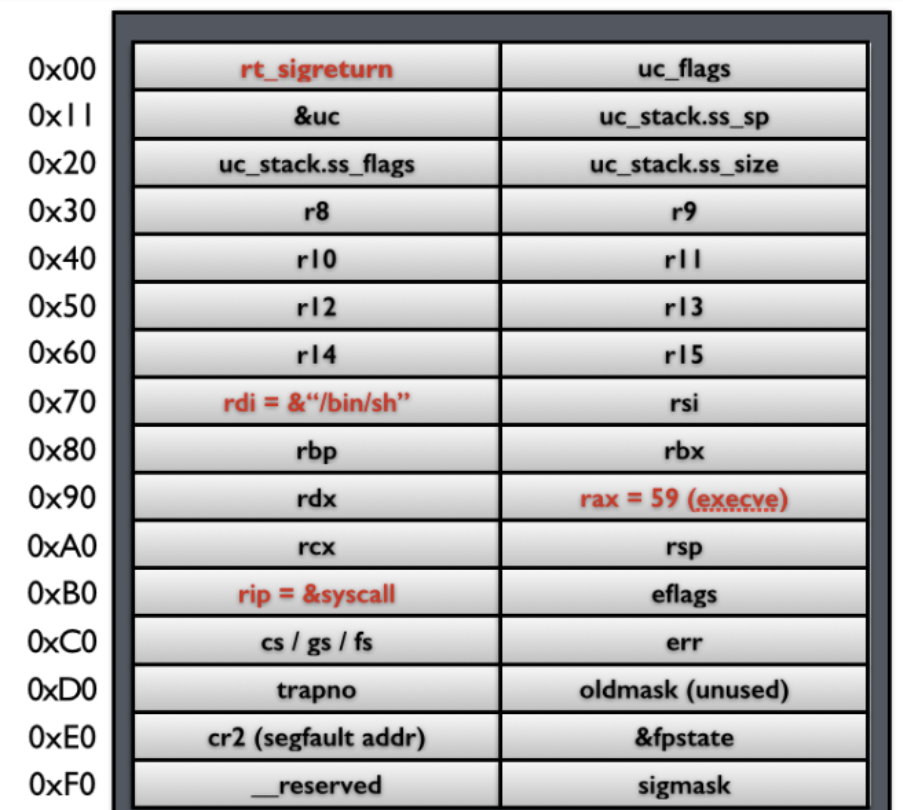 0x00 rt_sigreturn uc_flags
0x11 &uc uc_stack.ss_sp
0x20 uc_stack.ss_flags uc_stack.ss_size
0x30 r8 r9
0x40 r10 r11
0x50 r12 r13
0x60 r14 r15
0x70 rdi = &“/bin/sh” rsi
0x80 rbp rbx
0x90 rdx rax = 59 (execve)
0xA0 rcx rsp
0xB0 rip = &syscall eflags
0xC0 cs / gs / fs err
0xD0 trapno oldmask (unused)
0xE0 cr2 (segfault addr) &fpstate
0xF0 __reserved sigmask